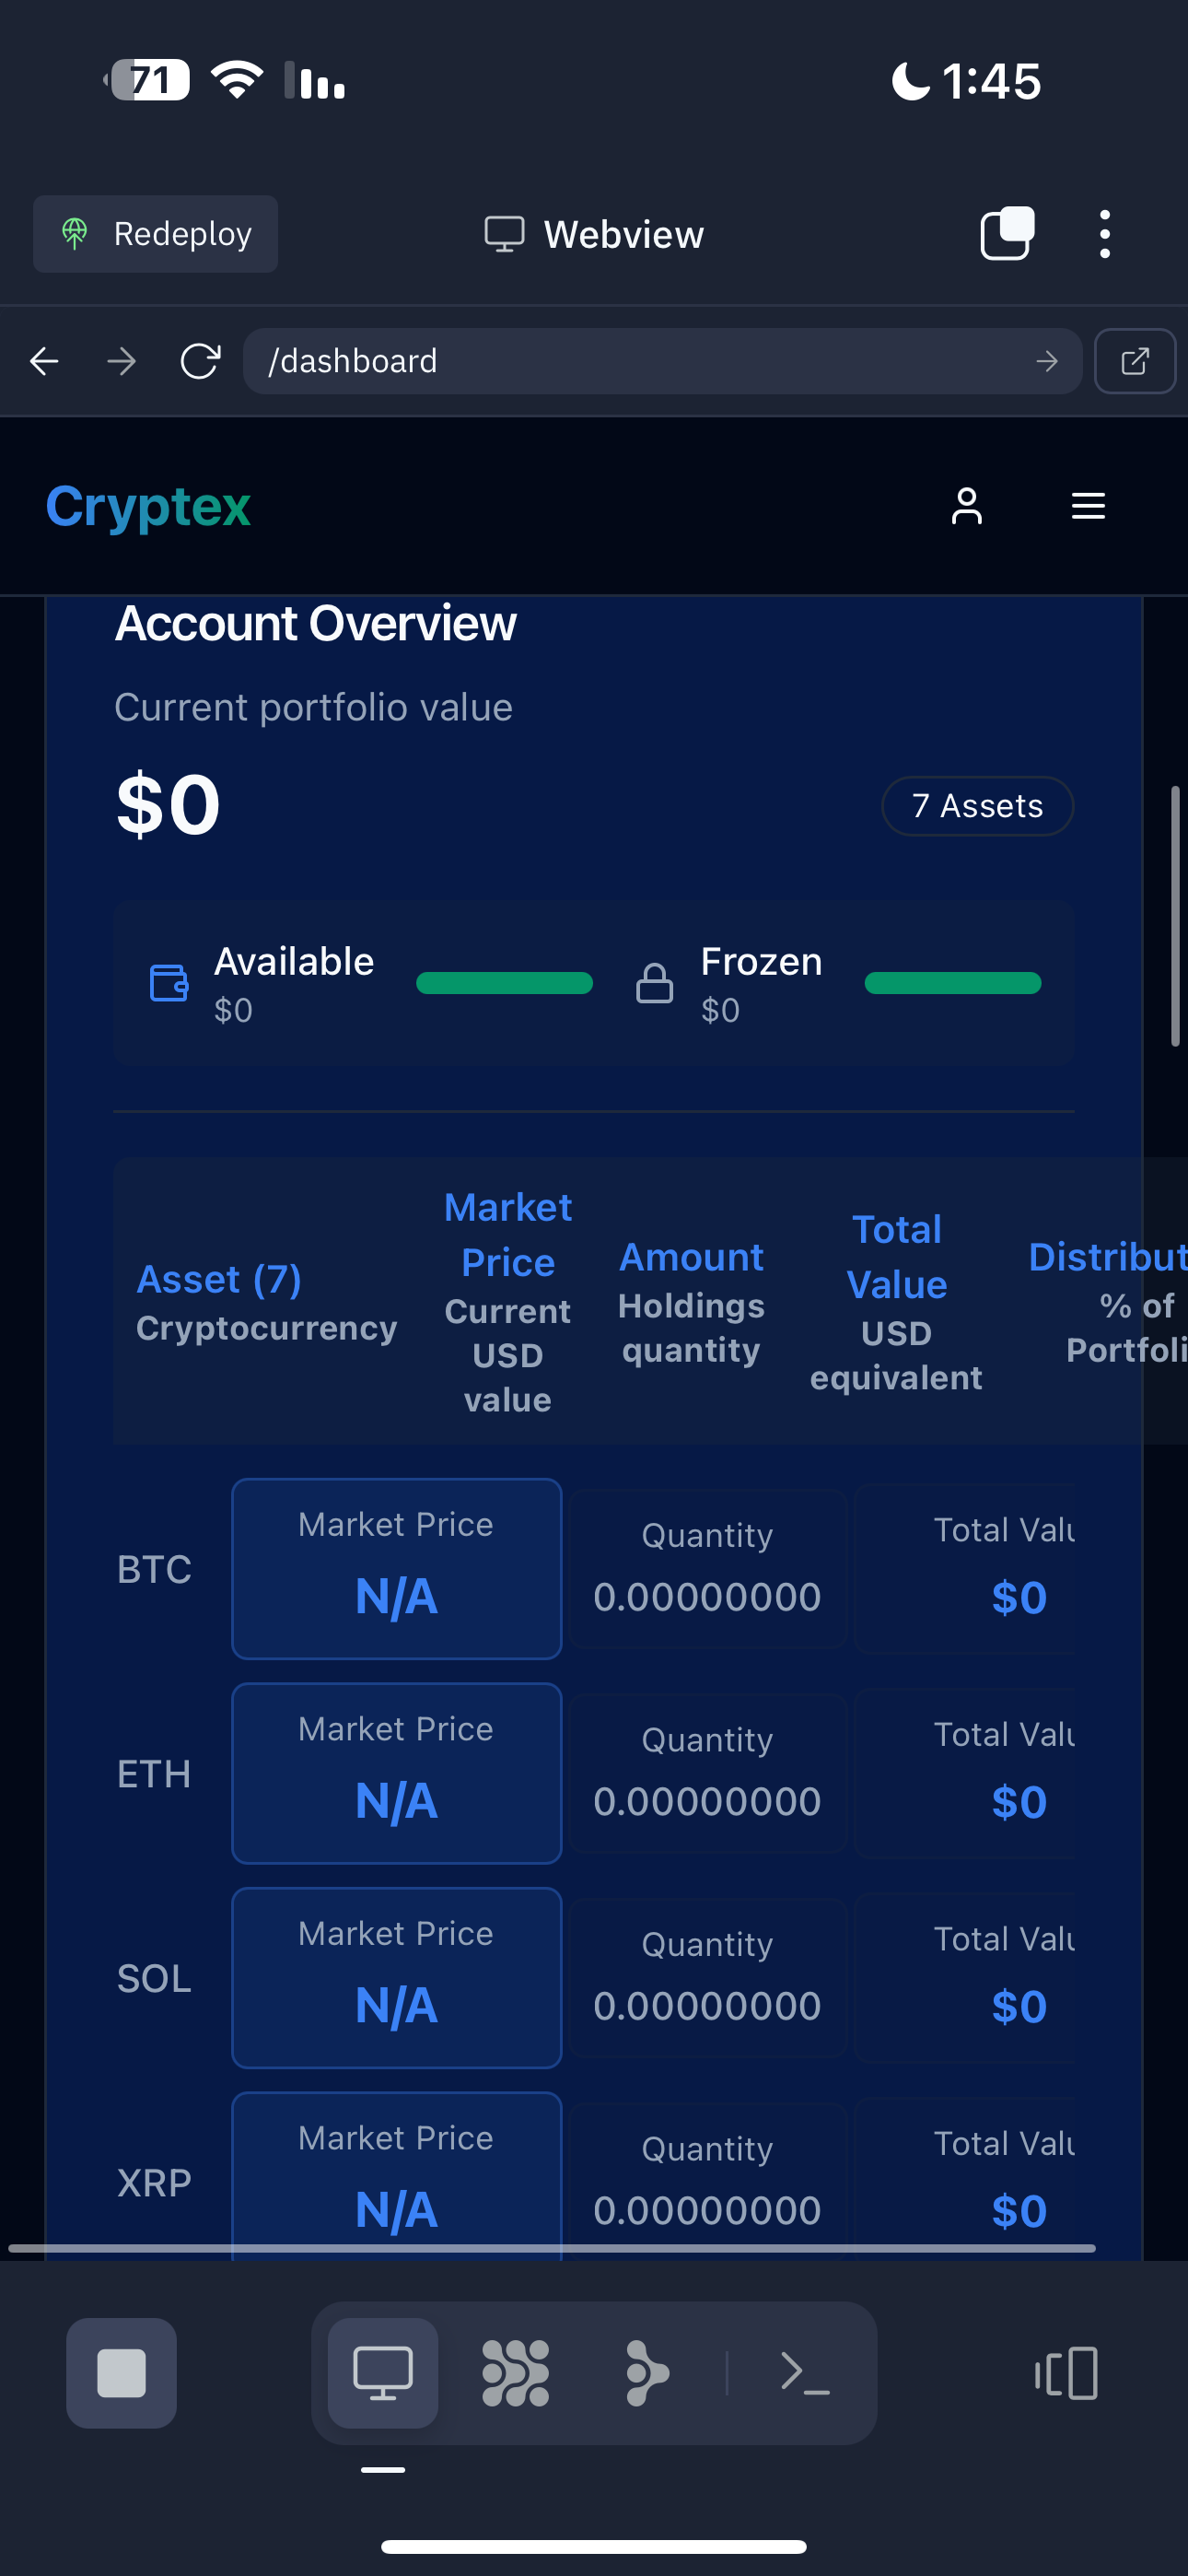 71
1:45
Redeploy
Webview
/dashboard
Cryptex
Account Overview
Current portfolio value
$0
7 Assets
Available
$0
Frozen
$0
Asset (7)
Cryptocurrency
Market
Price
Current
USD
value
Amount
Holdings
quantity
Total
Value
USD
equivalent
Distribut
% of
Portfoli
BTC
Market Price
N/A
Quantity
0.00000000
Total Valu
$0
ETH
Market Price
N/A
Quantity
0.00000000
Total Valu
$0
SOL
Market Price
N/A
Quantity
0.00000000
Total Valu
$0
XRP
Market Price
N/A
Quantity
0.00000000
Total Valu
$0